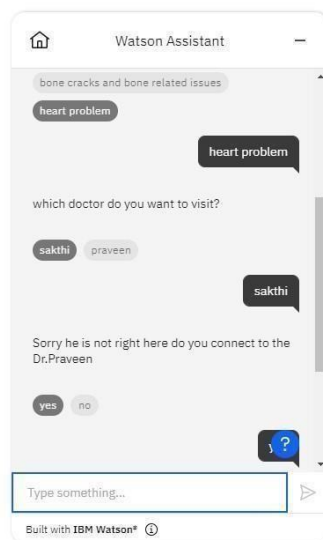 Watson Assistant
bone cracks and bone related issues
heart problem
heart problem
which doctor do you want to visit?
sakthi praveen
sakthi
Sorry he is not right here do you connect to the
Dr.Praveen
yes no
?
Type something...
Built with IBM Watson®